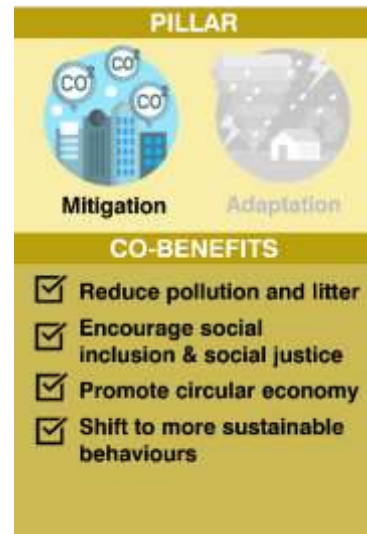 PILLAR
CO²
CO²
CO²
Mitigation
Adaptation
CO-BENEFITS
Reduce pollution and litter
Encourage social
inclusion & social justice
Promote circular economy
Shift to more sustainable
behaviours